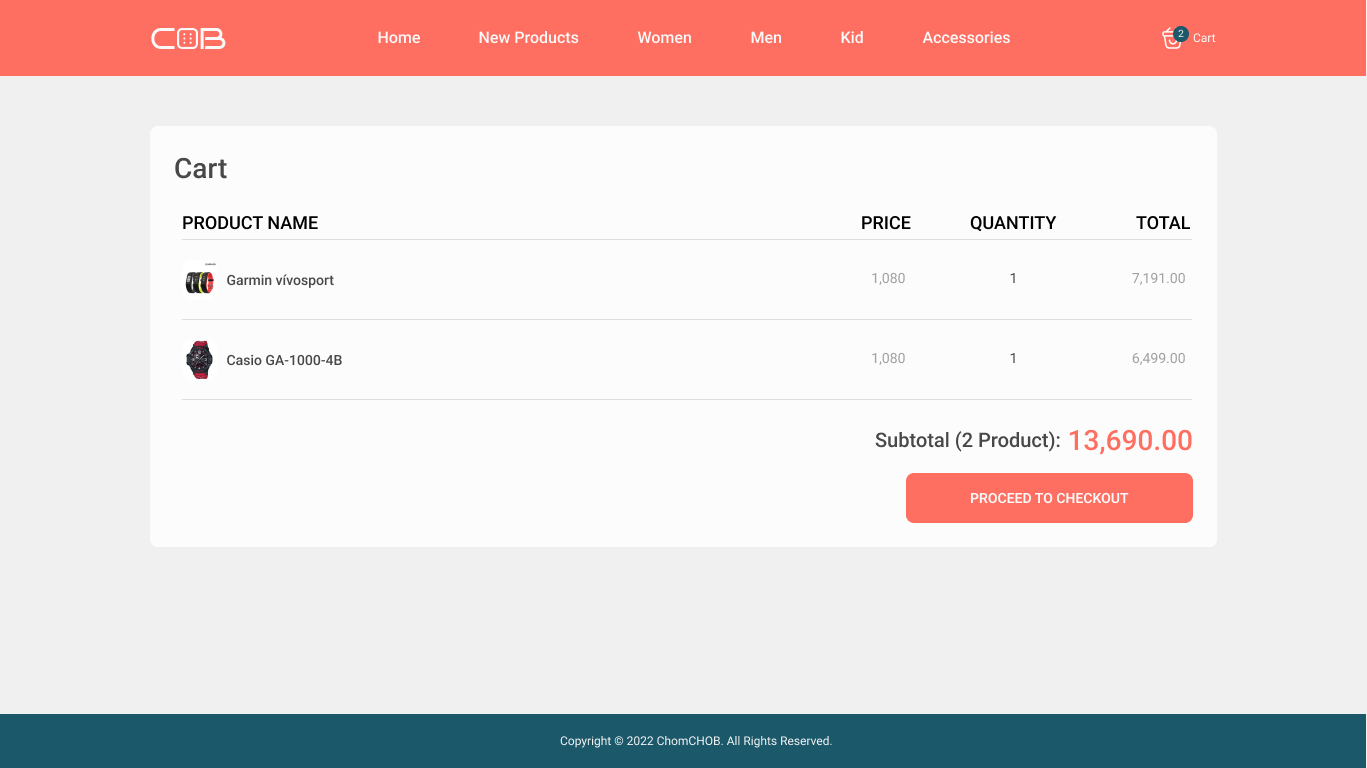 COB
Home New Products Women Men Kid Accessories
2 Cart
Cart
PRODUCT NAME PRICE QUANTITY TOTAL
Garmin vívosport 1,080 1 7,191.00
Casio GA-1000-4B 1,080 1 6,499.00
Subtotal (2 Product): 13,690.00
PROCEED TO CHECKOUT
Copyright © 2022 ChomCHOB. All Rights Reserved.